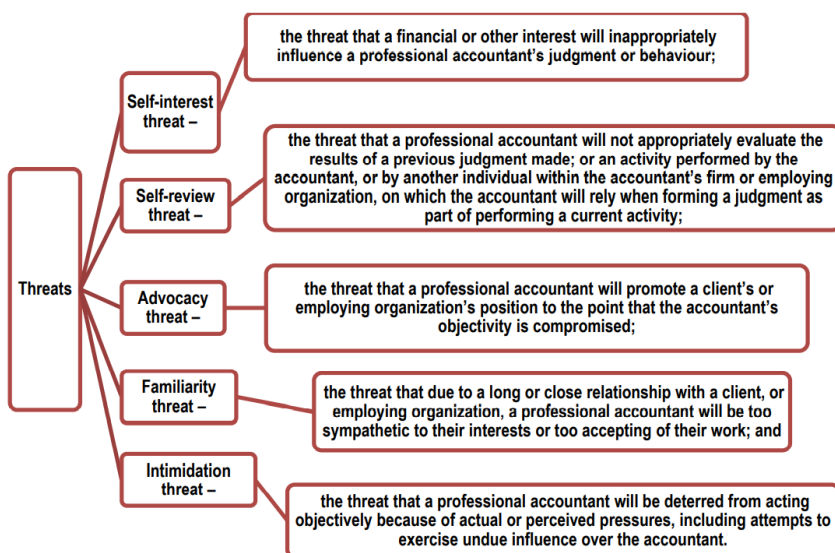 the threat that a financial or other interest will inappropriately
influence a professional accountant's judgment or behaviour;
Self-interest
threat –
the threat that a professional accountant will not appropriately evaluate the
results of a previous judgment made; or an activity performed by the
accountant, or by another individual within the accountant's firm or employing
organization, on which the accountant will rely when forming a judgment as
part of performing a current activity;
Self-review
threat –
Threats
Advocacy
threat –
the threat that a professional accountant will promote a client's or
employing organization's position to the point that the accountant's
objectivity is compromised;
Familiarity
threat –
the threat that due to a long or close relationship with a client, or
employing organization, a professional accountant will be too
sympathetic to their interests or too accepting of their work; and
Intimidation
threat –
the threat that a professional accountant will be deterred from acting
objectively because of actual or perceived pressures, including attempts to
exercise undue influence over the accountant.